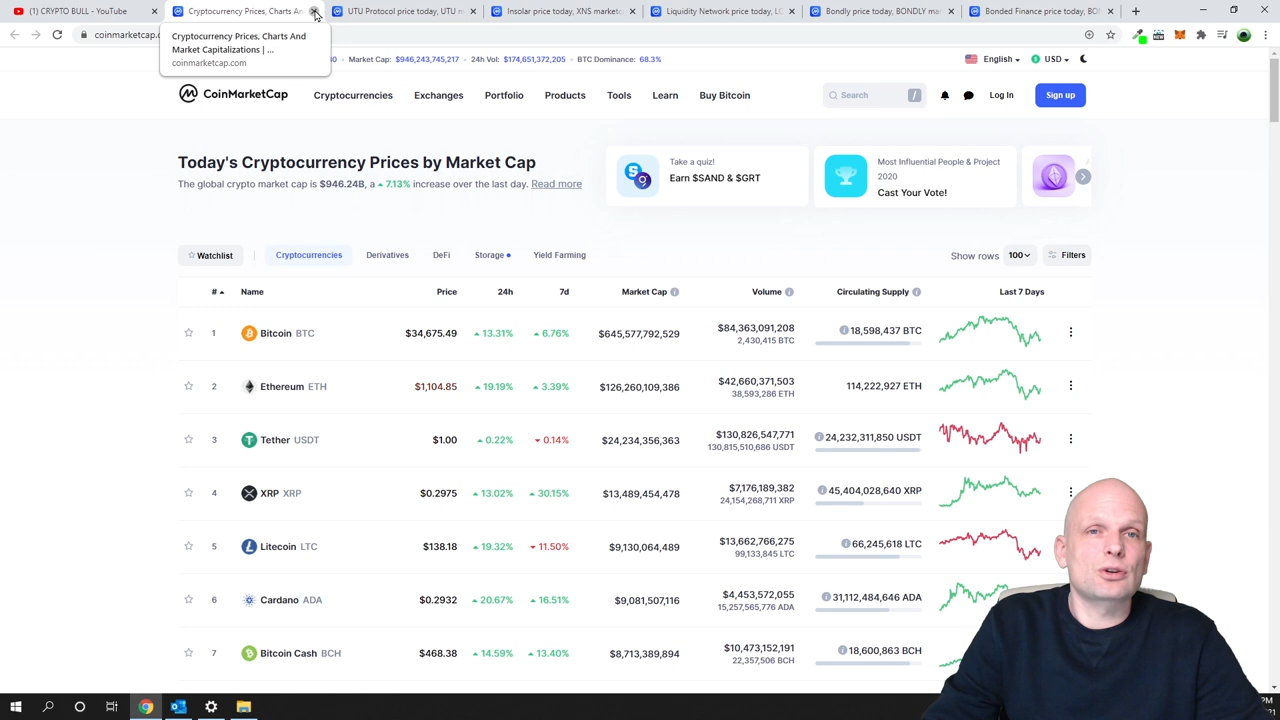 (1) CRYPTO BULL - YouTube
Cryptocurrency Prices, Charts An
UTU Protocol price today, UTU m
Insolar price today, XNS marketc
Liquidity Network price today, LC
Bondly price today, BONDLY mar
Bonded Finance price today, BON
coinmarketcap.c
Cryptocurrency Prices, Charts And
Market Capitalizations | ...
coinmarketcap.com
Market Cap: $946,243,745,217 24h Vol: $174,651,372,205 BTC Dominance: 68.3%
English USD
CoinMarketCap Cryptocurrencies Exchanges Portfolio Products Tools Learn Buy Bitcoin Search / Log In Sign up
Today's Cryptocurrency Prices by Market Cap
The global crypto market cap is $946.24B, a 7.13% increase over the last day. Read more
Take a quiz!
Earn $SAND & $GRT
Most Influential People & Project
2020
Cast Your Vote!
Watchlist Cryptocurrencies Derivatives DeFi Storage Yield Farming Show rows 100 Filters
# Name Price 24h 7d Market Cap Volume Circulating Supply Last 7 Days
1 Bitcoin BTC $34,675.49 13.31% 6.76% $645,577,792,529 $84,363,091,208 18,598,437 BTC
2,430,415 BTC
2 Ethereum ETH $1,104.85 19.19% 3.39% $126,260,109,386 $42,660,371,503 114,222,927 ETH
38,593,286 ETH
3 Tether USDT $1.00 0.22% 0.14% $24,234,356,363 $130,826,547,771 24,232,311,850 USDT
130,815,510,686 USDT
4 XRP XRP $0.2975 13.02% 30.15% $13,489,454,478 $7,176,189,382 45,404,028,640 XRP
24,154,268,711 XRP
5 Litecoin LTC $138.18 19.32% 11.50% $9,130,064,489 $13,662,766,275 66,245,618 LTC
99,133,845 LTC
6 Cardano ADA $0.2932 20.67% 16.51% $9,081,507,116 $4,453,572,055 31,112,484,646 ADA
15,257,565,776 ADA
7 Bitcoin Cash BCH $468.38 14.59% 13.40% $8,713,389,894 $10,473,152,191 18,600,863 BCH
22,357,506 BCH